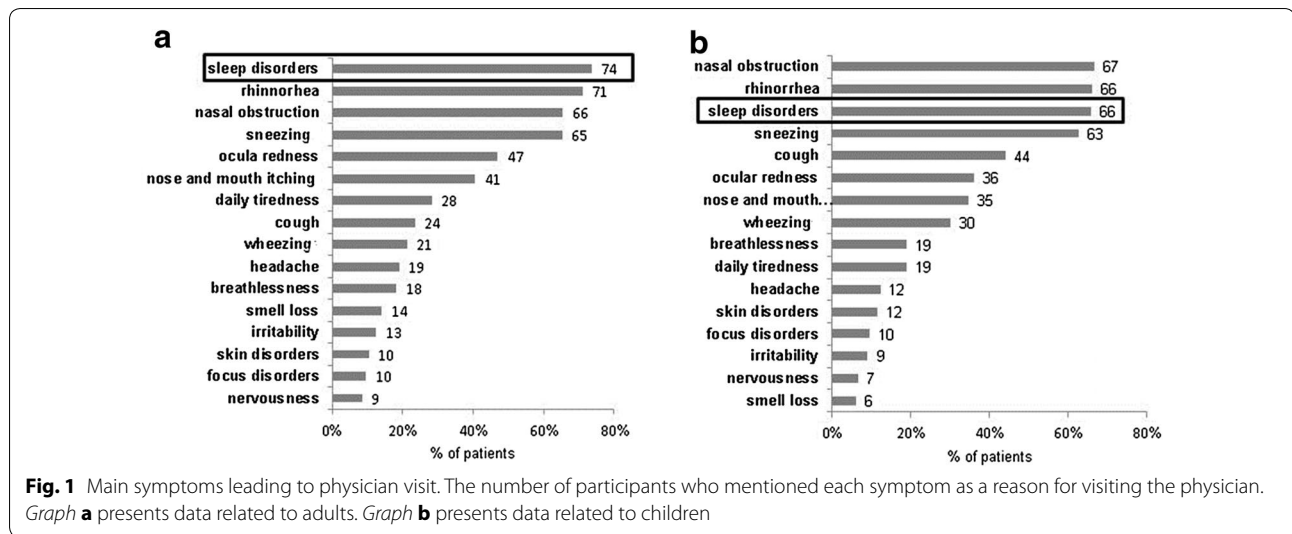 a
sleep disorders 74
rhinnorhea 71
nasal obstruction 66
sneezing 65
ocula redness 47
nose and mouth itching 41
daily tiredness 28
cough 24
wheezing 21
headache 19
breathlessness 18
smell loss 14
irritability 13
skin disorders 10
focus disorders 10
nervousness 9
0% 20% 40% 60% 80%
% of patients
b
nasal obstruction 67
rhinorrhea 66
sleep disorders 66
sneezing 63
cough 44
ocular redness 36
nose and mouth... 35
wheezing 30
breathlessness 19
daily tiredness 19
headache 12
skin disorders 12
focus disorders 10
irritability 9
nervousness 7
smell loss 6
0% 20% 40% 60% 80%
% of patients
Fig. 1 Main symptoms leading to physician visit. The number of participants who mentioned each symptom as a reason for visiting the physician.
Graph a presents data related to adults. Graph b presents data related to children